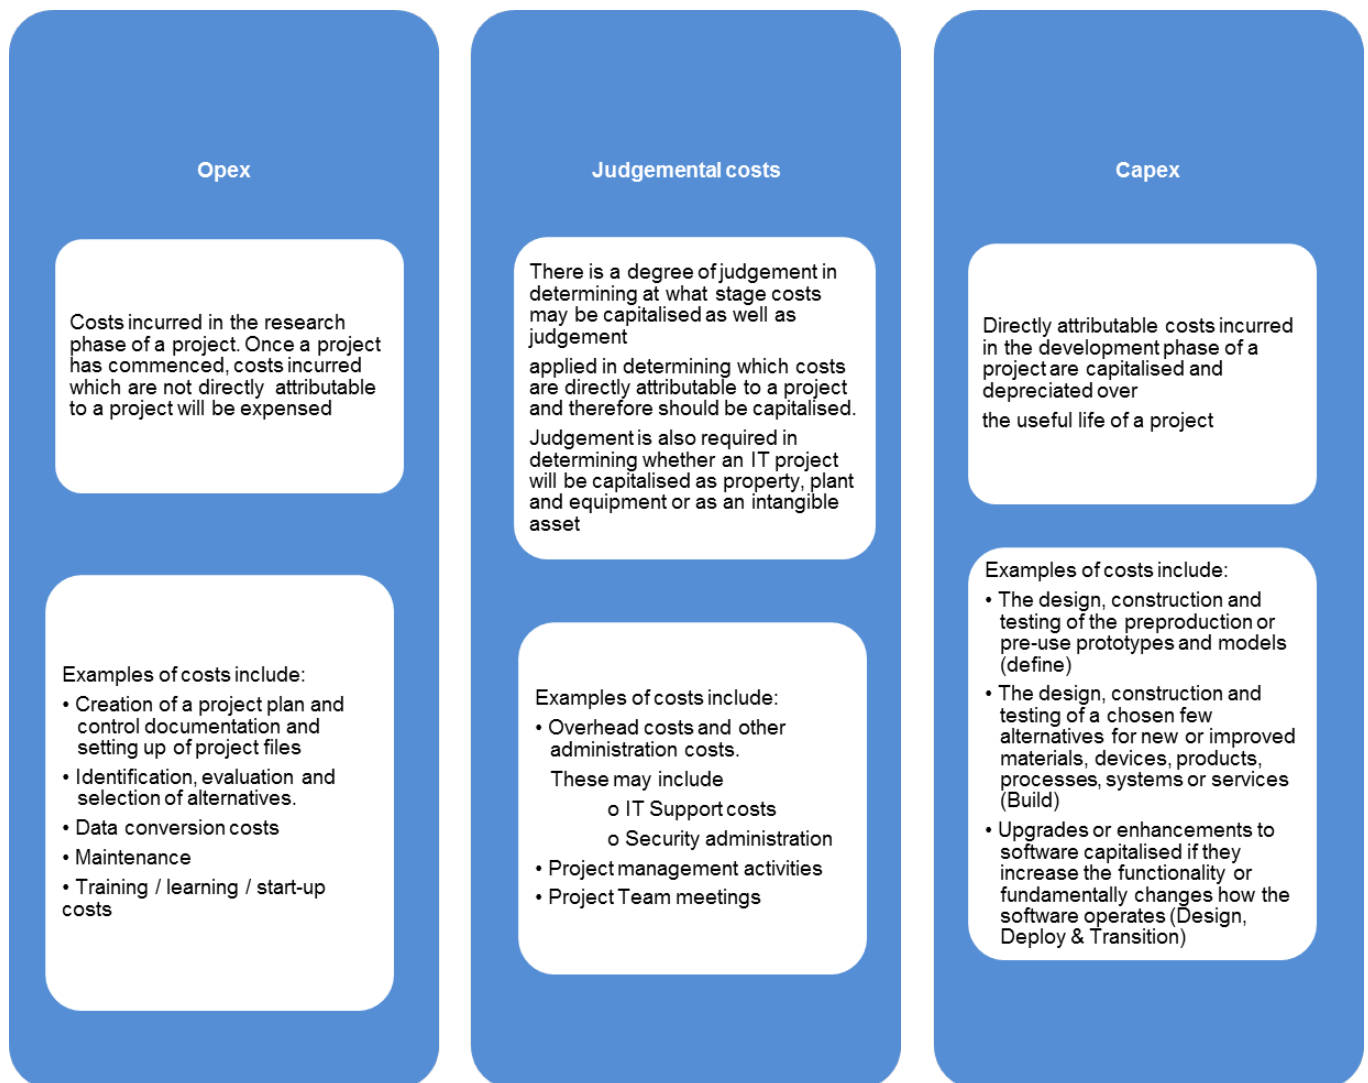 Opex
Costs incurred in the research
phase of a project. Once a project
has commenced, costs incurred
which are not directly attributable
to a project will be expensed
Examples of costs include:
• Creation of a project plan and
control documentation and
setting up of project files
• Identification, evaluation and
selection of alternatives.
• Data conversion costs
• Maintenance
• Training / learning / start-up
costs
Judgemental costs
There is a degree of judgement in
determining at what stage costs
may be capitalised as well as
judgement
applied in determining which costs
are directly attributable to a project
and therefore should be capitalised.
Judgement is also required in
determining whether an IT project
will be capitalised as property, plant
and equipment or as an intangible
asset
Examples of costs include:
• Overhead costs and other
administration costs.
These may include
o IT Support costs
o Security administration
• Project management activities
• Project Team meetings
Capex
Directly attributable costs incurred
in the development phase of a
project are capitalised and
depreciated over
the useful life of a project
Examples of costs include:
• The design, construction and
testing of the preproduction or
pre-use prototypes and models
(define)
• The design, construction and
testing of a chosen few
alternatives for new or improved
materials, devices, products,
processes, systems or services
(Build)
• Upgrades or enhancements to
software capitalised if they
increase the functionality or
fundamentally changes how the
software operates (Design,
Deploy & Transition)